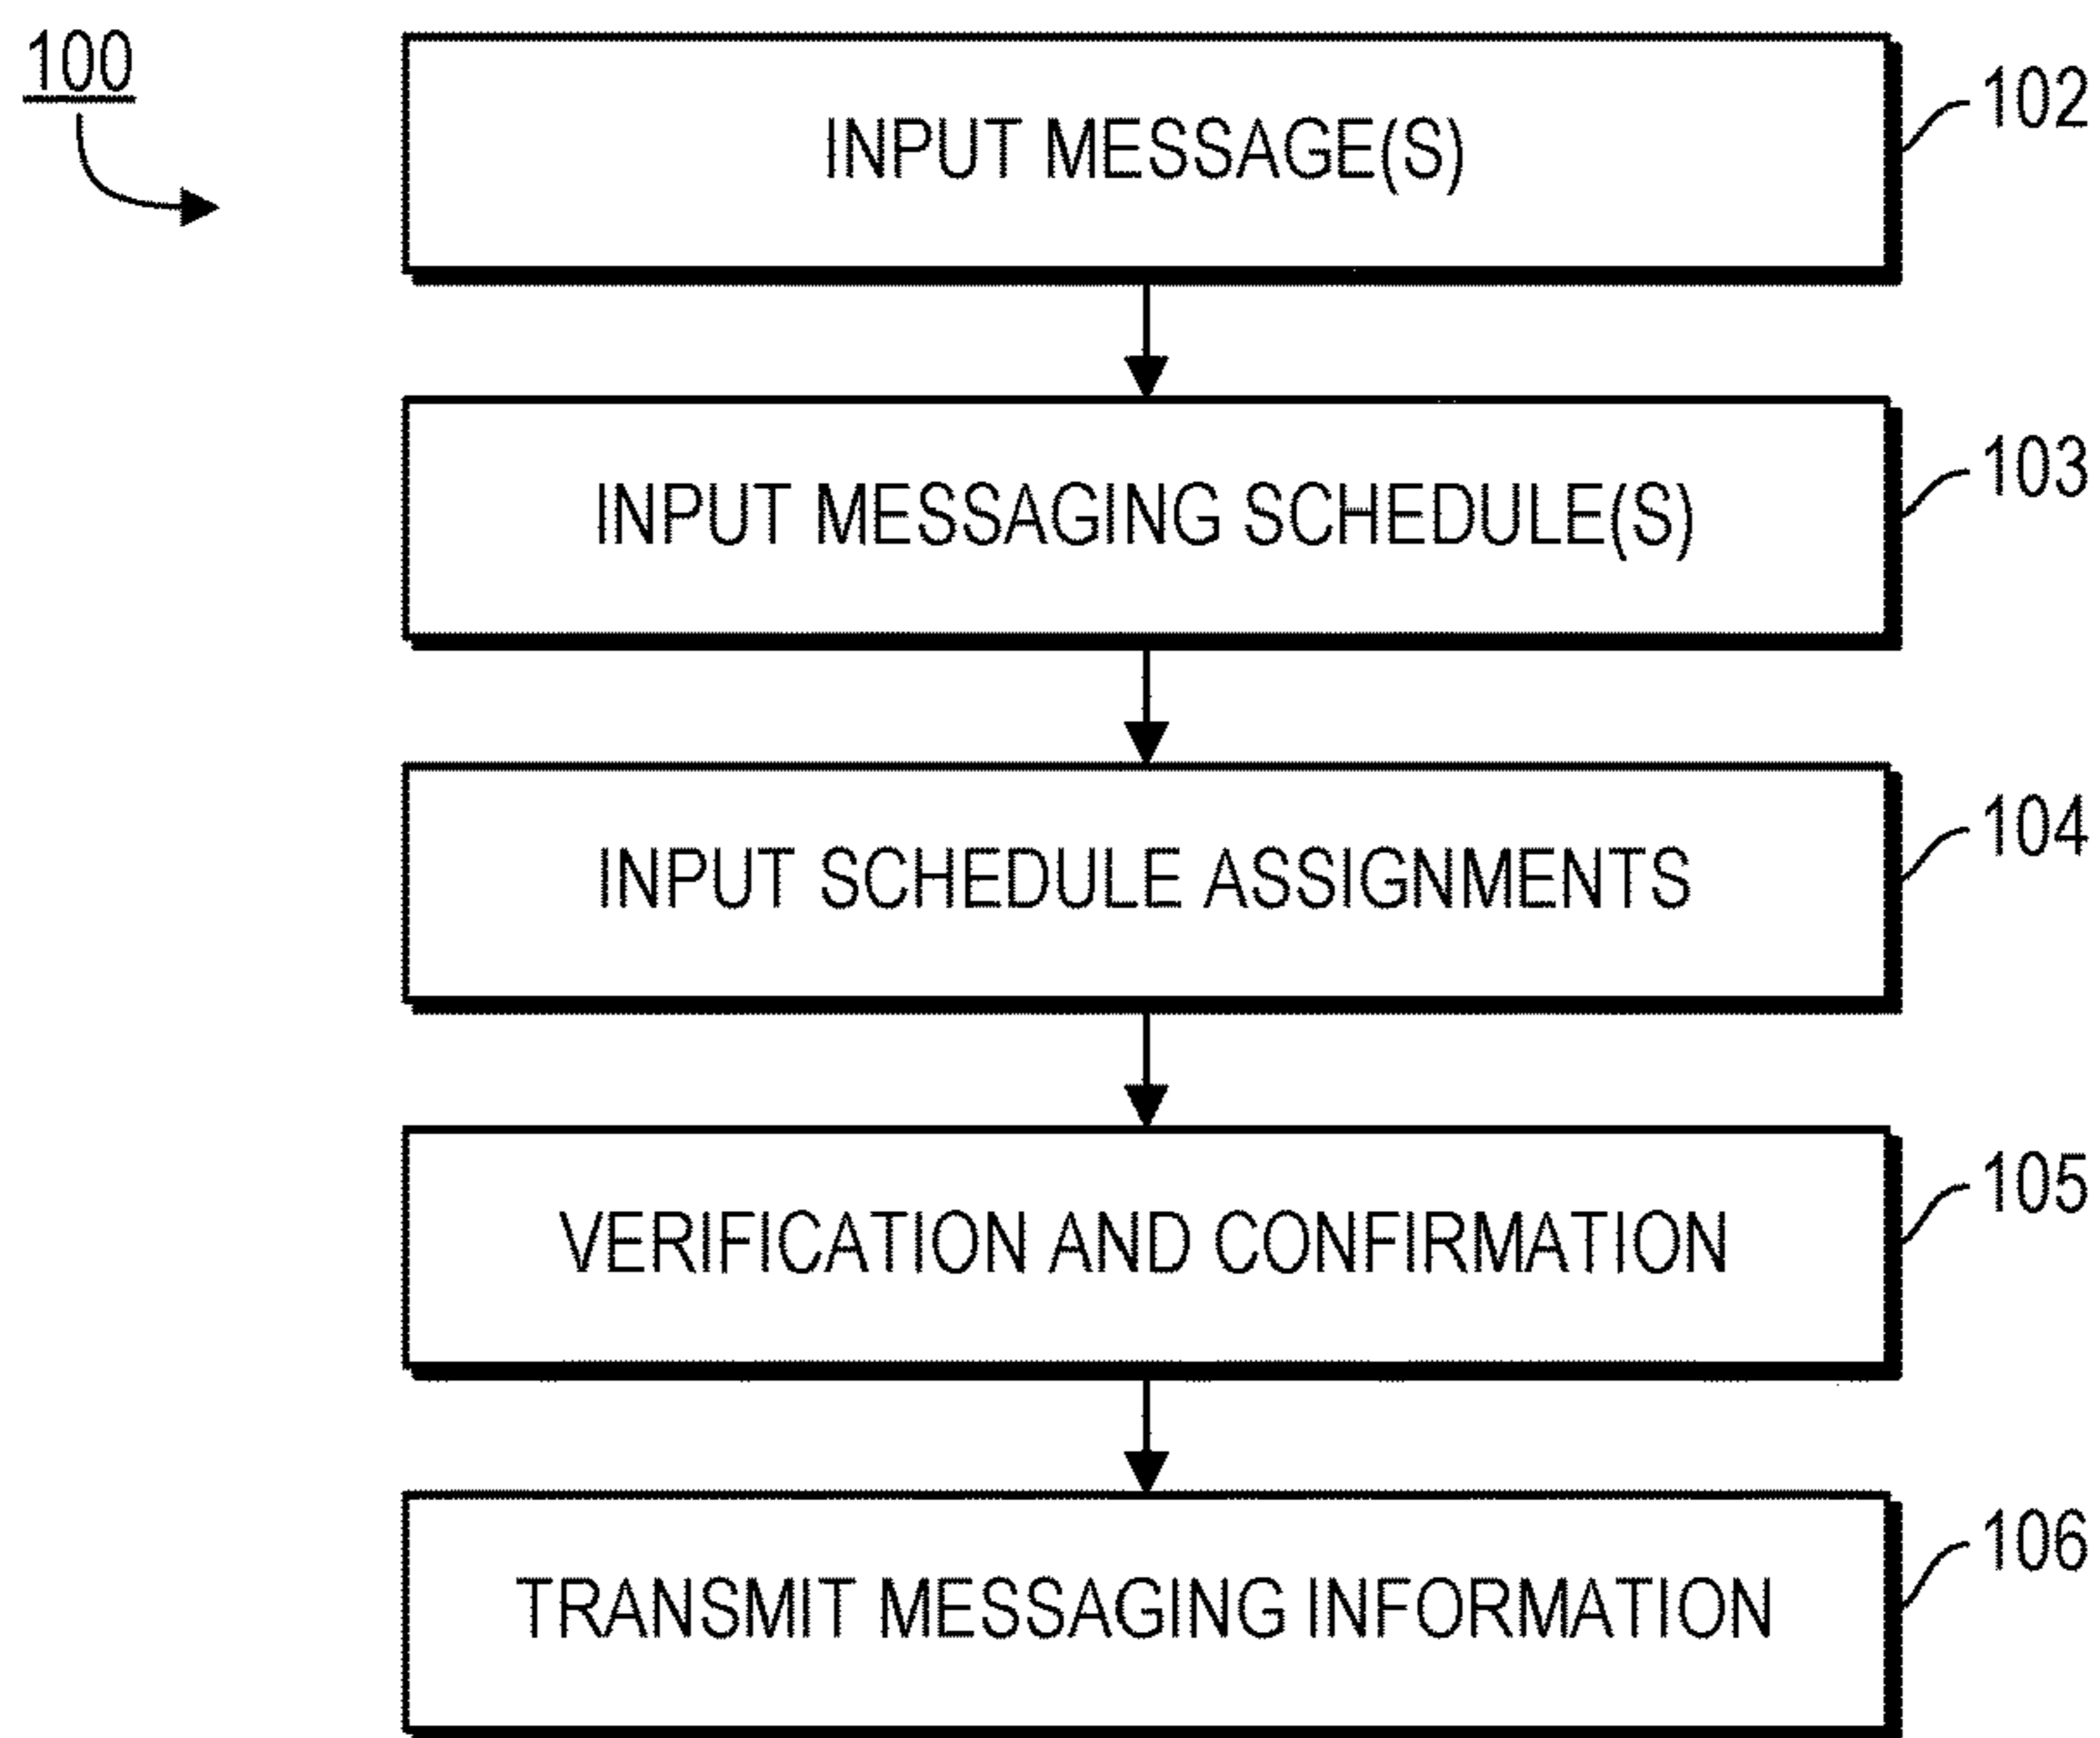 100
INPUT MESSAGE(S)
102
INPUT MESSAGING SCHEDULE(S)
103
INPUT SCHEDULE ASSIGNMENTS
104
VERIFICATION AND CONFIRMATION
105
TRANSMIT MESSAGING INFORMATION
106